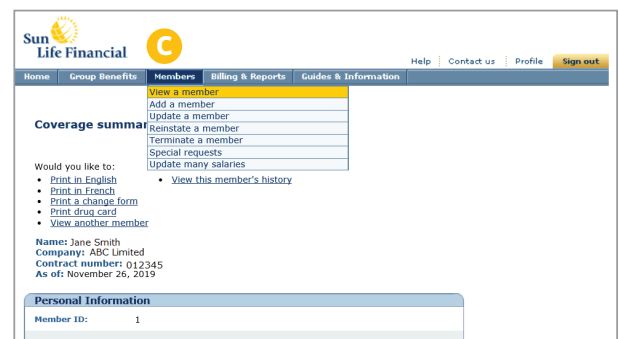 Sun
Life Financial
C
Help Contact us Profile Sign out
Home Group Benefits Members Billing & Reports Guides & Information
View a member
Add a member
Update a member
Reinstate a member
Terminate a member
Special requests
Update many salaries
Coverage summar
Would you like to:
• Print in English
• Print in French
• Print a change form
• Print drug card
• View another member
• View this member's history
Name: Jane Smith
Company: ABC Limited
Contract number: 012345
As of: November 26, 2019
Personal Information
Member ID: 1